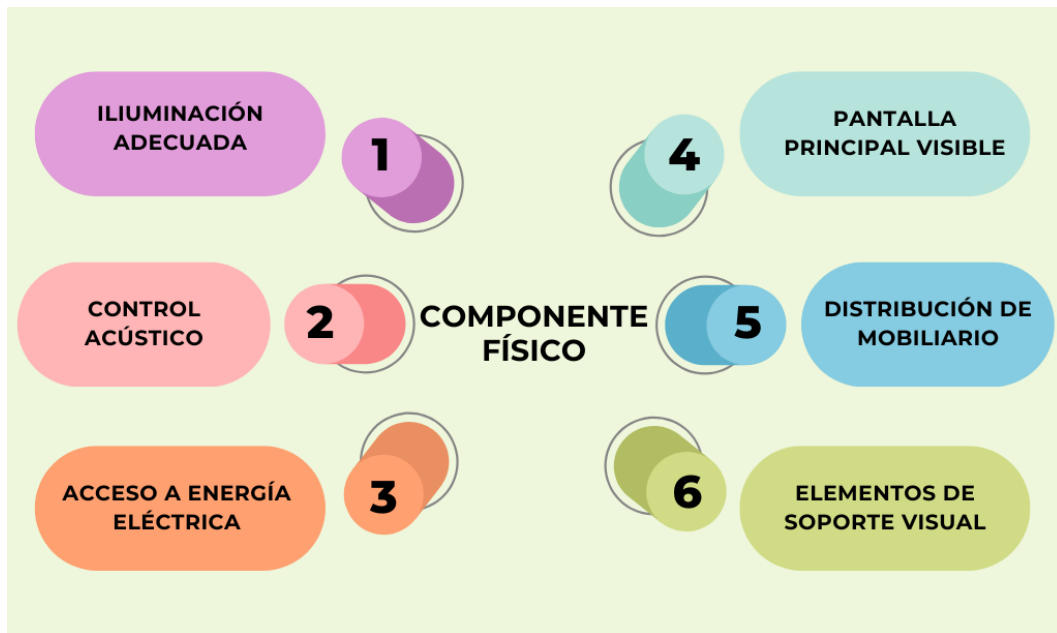 ILIUMINACIÓN
ADECUADA
1
CONTROL
ACÚSTICO
2
ACCESO A ENERGÍA
ELÉCTRICA
3
COMPONENTE
FÍSICO
4
PANTALLA
PRINCIPAL VISIBLE
5
DISTRIBUCIÓN DE
MOBILIARIO
6
ELEMENTOS DE
SOPORTE VISUAL